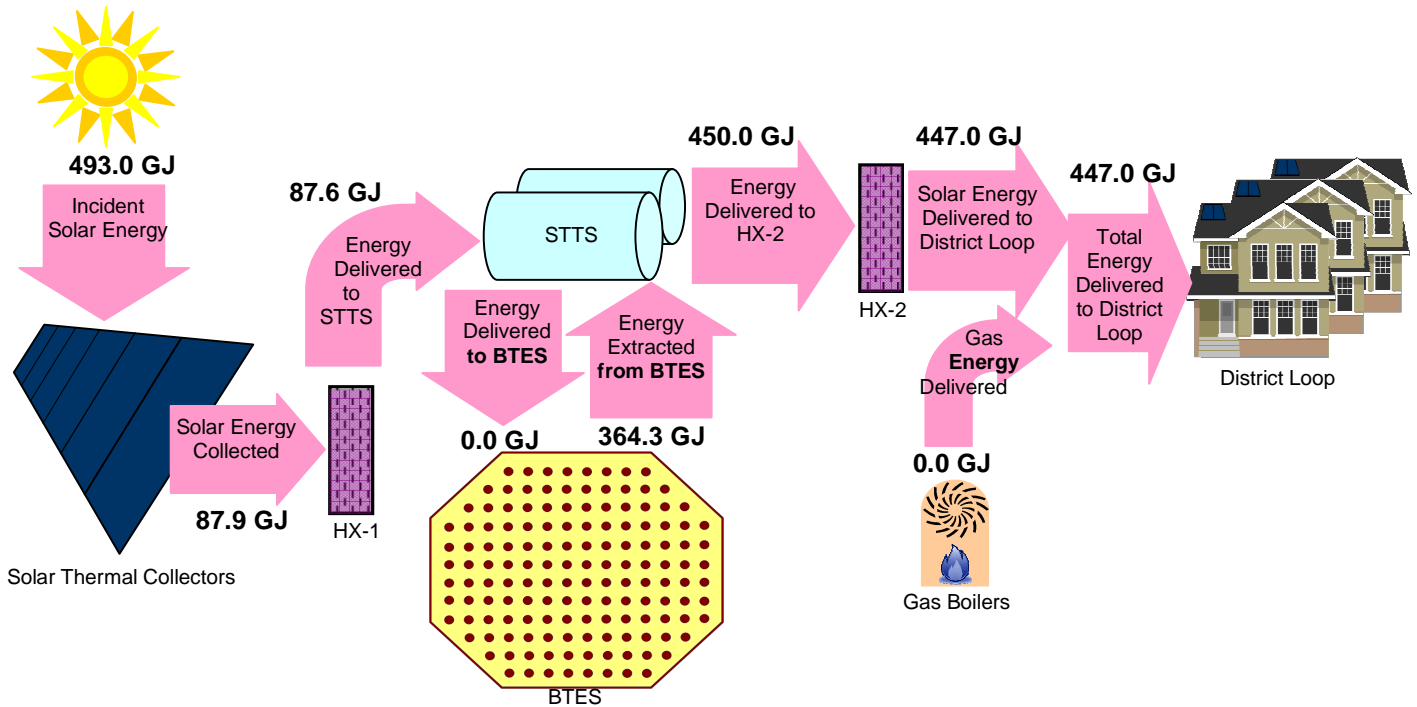 493.0 GJ
Incident
Solar Energy
Solar Thermal Collectors
Solar Energy
Collected
87.9 GJ
HX-1
87.6 GJ
Energy
Delivered
to
STTS
STTS
Energy
Delivered
to BTES
0.0 GJ
Energy
Extracted
from BTES
364.3 GJ
BTES
450.0 GJ
Energy
Delivered to
HX-2
HX-2
447.0 GJ
Solar Energy
Delivered to
District Loop
Gas
Energy
Delivered
0.0 GJ
Gas Boilers
447.0 GJ
Total
Energy
Delivered
to District
Loop
District Loop